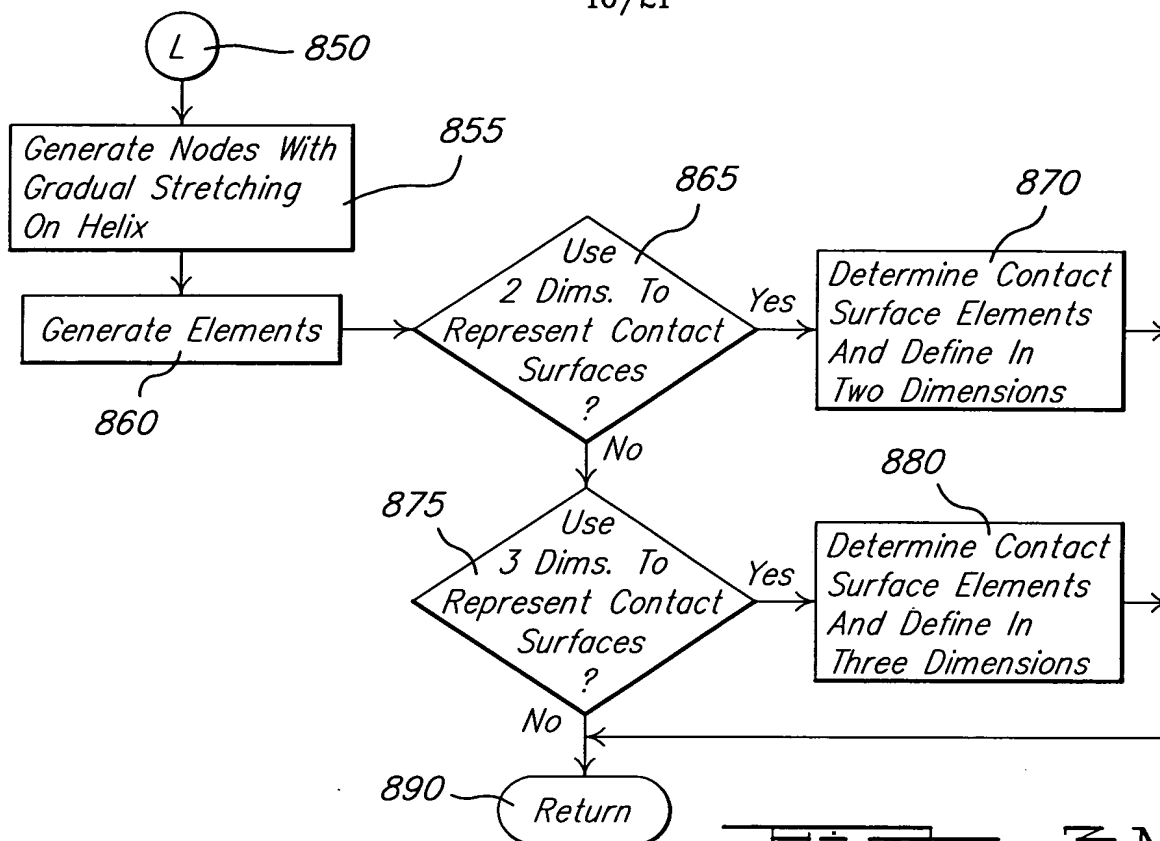 L
850
Generate Nodes With
Gradual Stretching
On Helix
855
Generate Elements
860
Use
2 Dims. To
Represent Contact
Surfaces
?
865
Yes
No
Determine Contact
Surface Elements
And Define In
Two Dimensions
870
Use
3 Dims. To
Represent Contact
Surfaces
?
875
Yes
No
Determine Contact
Surface Elements
And Define In
Three Dimensions
880
Return
890